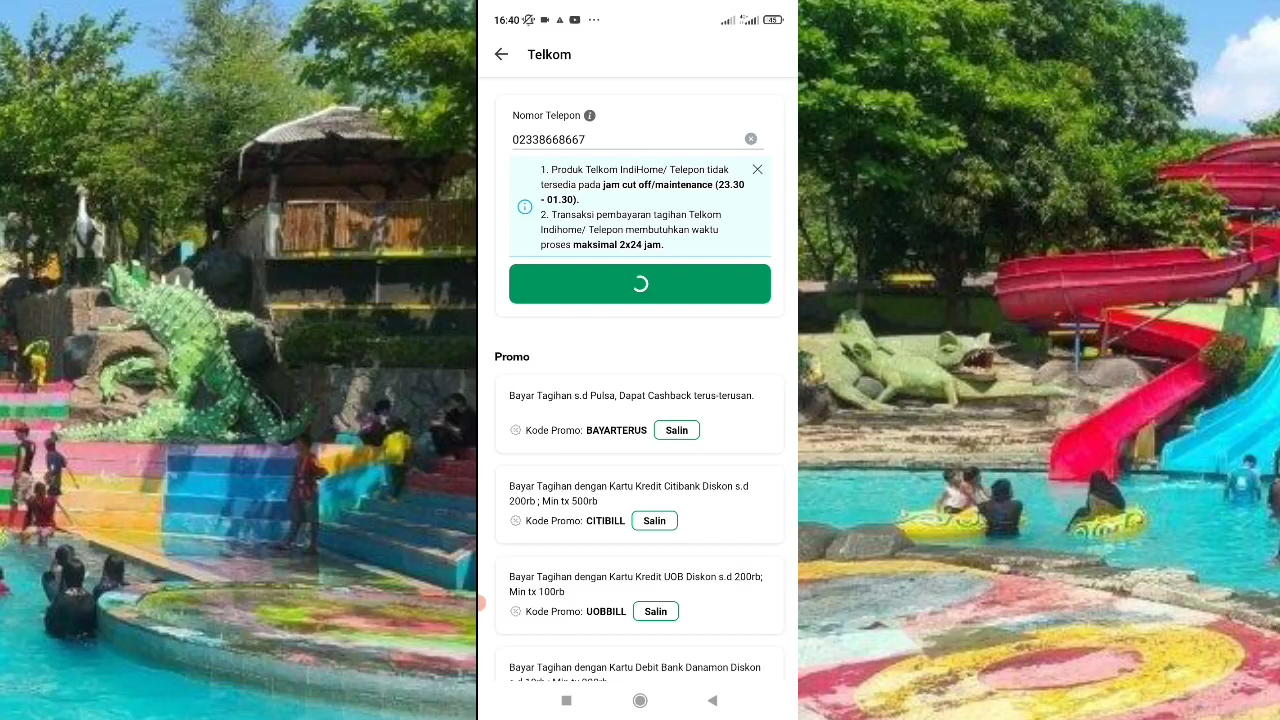 16:40
45
Telkom
Nomor Telepon
02338668667
1. Produk Telkom IndiHome/ Telepon tidak
tersedia pada jam cut off/maintenance (23.30
- 01.30).
2. Transaksi pembayaran tagihan Telkom
Indihome/ Telepon membutuhkan waktu
proses maksimal 2x24 jam.
Promo
Bayar Tagihan s.d Pulsa, Dapat Cashback terus-terusan.
Kode Promo: BAYARTERUS Salin
Bayar Tagihan dengan Kartu Kredit Citibank Diskon s.d
200rb ; Min tx 500rb
Kode Promo: CITIBILL Salin
Bayar Tagihan dengan Kartu Kredit UOB Diskon s.d 200rb;
Min tx 100rb
Kode Promo: UOBBILL Salin
Bayar Tagihan dengan Kartu Debit Bank Danamon Diskon